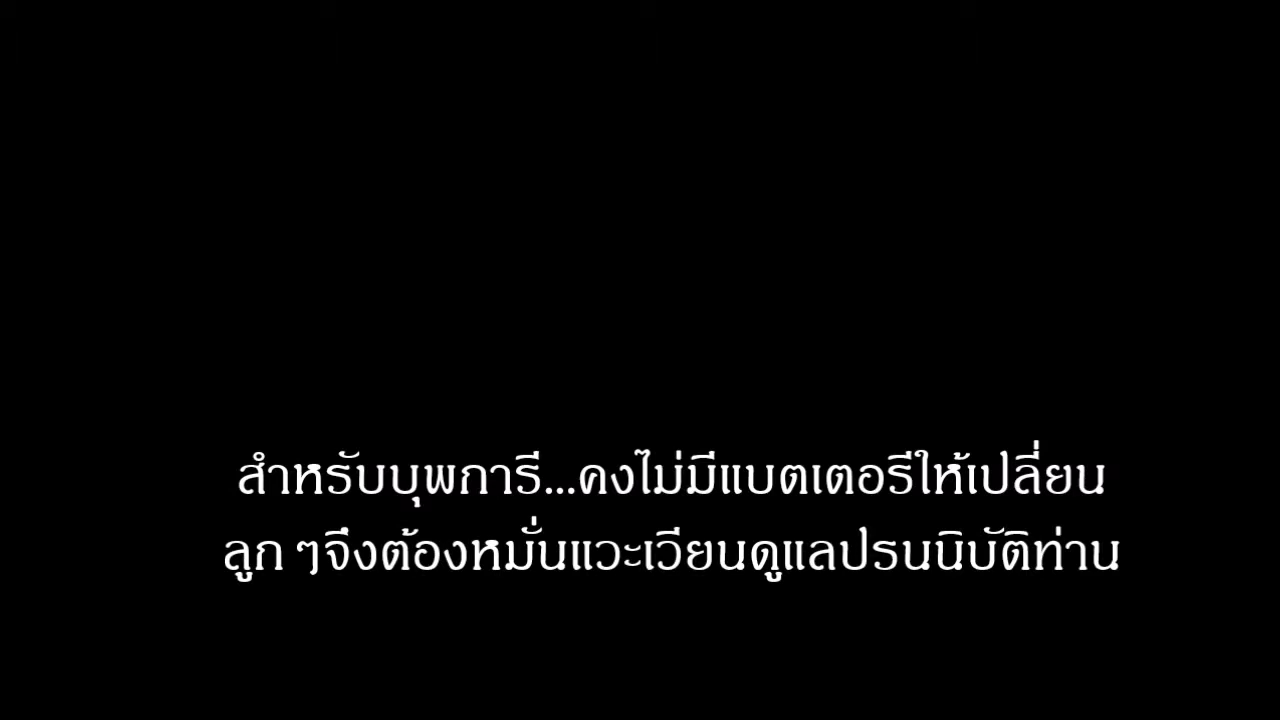 สำหรับบุพการี...คงไม่มีแบตเตอรีให้เปลี่ยน
ลูก ๆจึงต้องหมั่นแวะเวียนดูแลปรนนิบัติท่าน